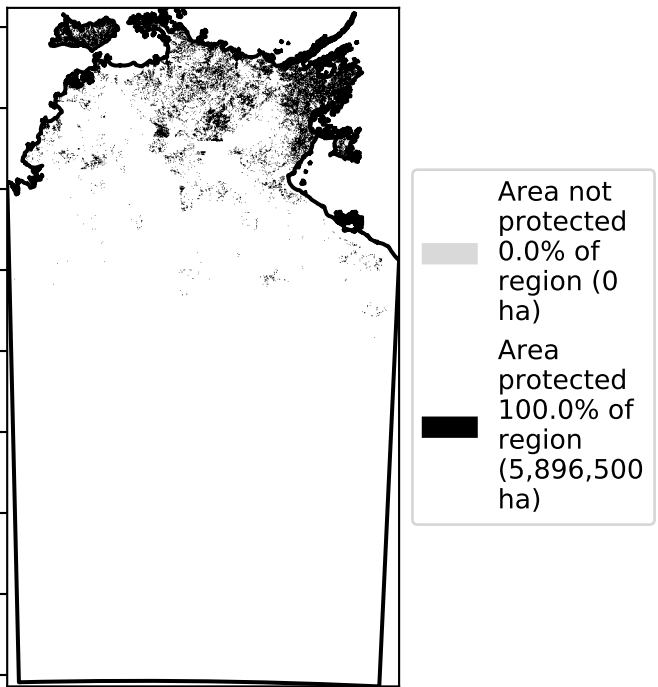 Area not
protected
0.0% of
region (0
ha)
Area
protected
100.0% of
region
(5,896,500
ha)